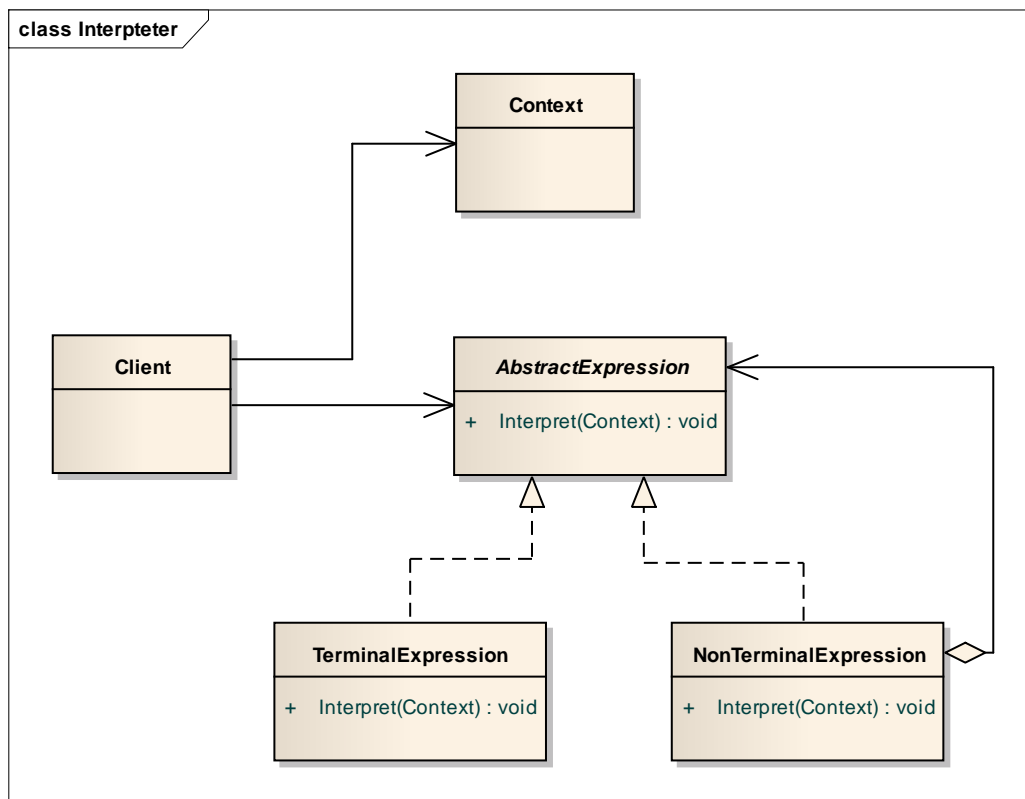 class Interpteter
Context
Client
AbstractExpression
+ Interpret(Context) : void
TerminalExpression
+ Interpret(Context) : void
NonTerminalExpression
+ Interpret(Context) : void